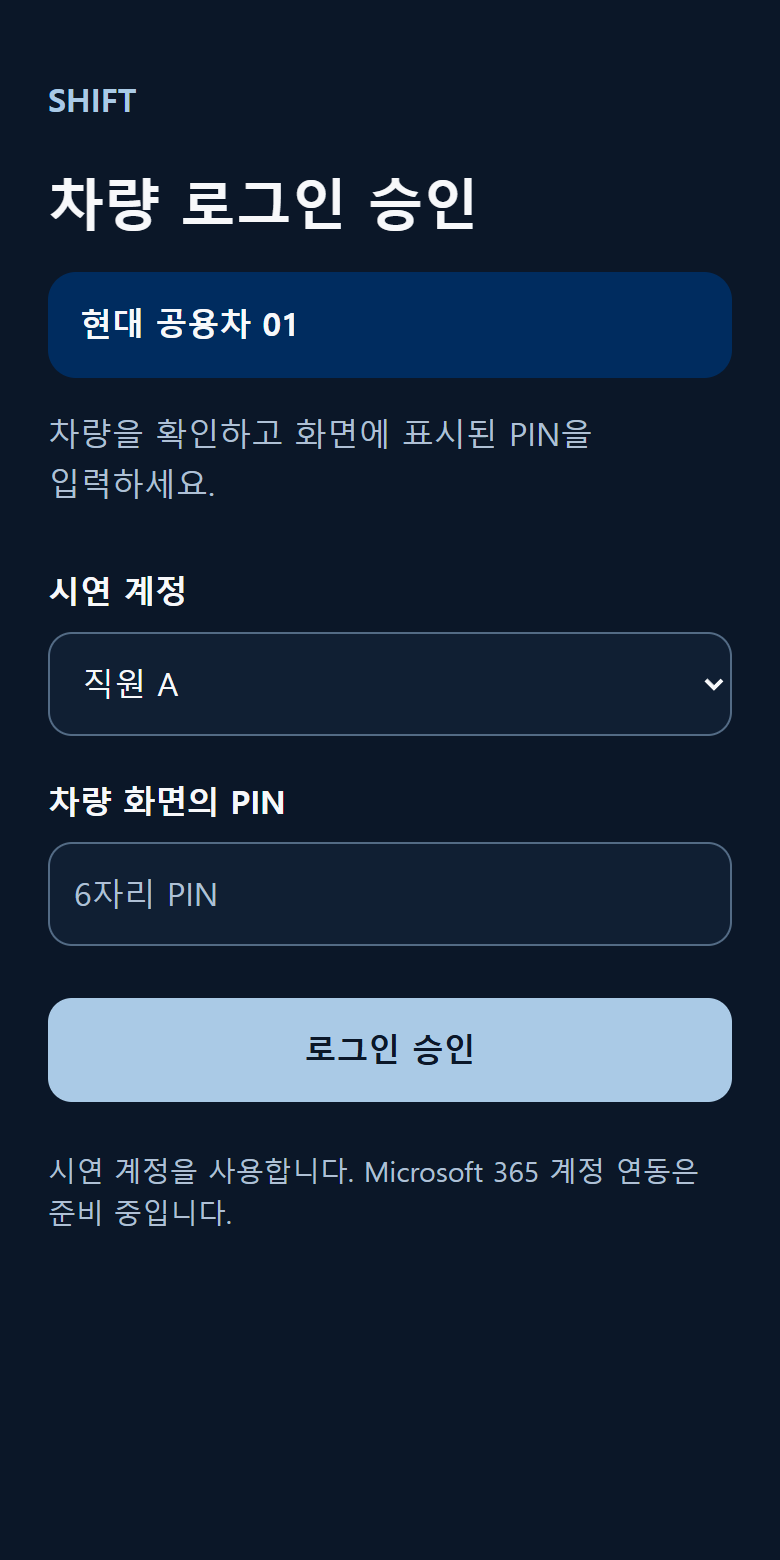 SHIFT
차량 로그인 승인
현대 공용차 01
차량을 확인하고 화면에 표시된 PIN을
입력하세요.
시연 계정
직원 A
차량 화면의 PIN
6자리 PIN
로그인 승인
시연 계정을 사용합니다. Microsoft 365 계정 연동은
준비 중입니다.